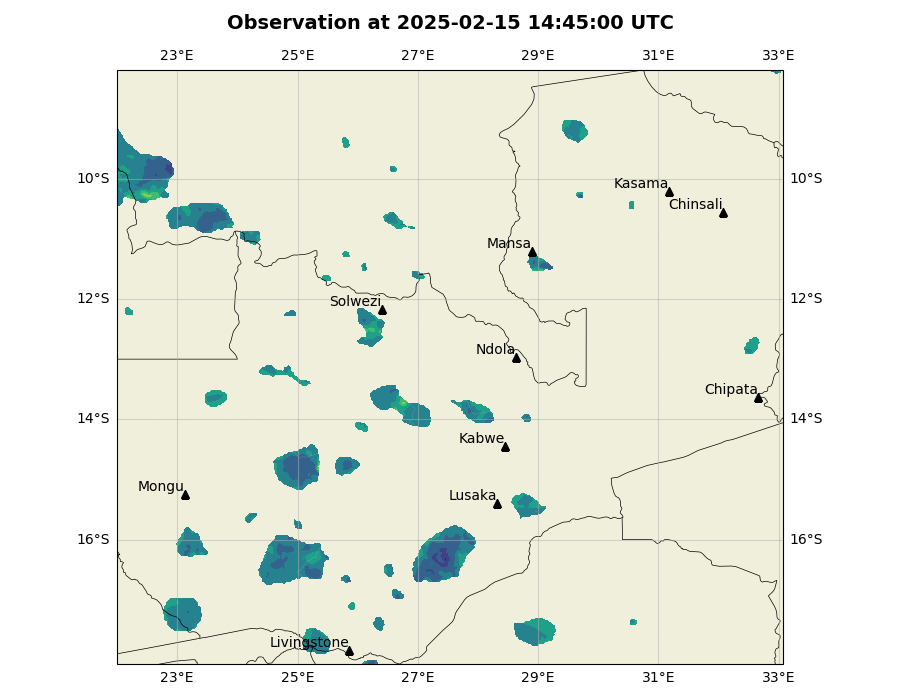 Observation at 2025-02-15 14:45:00 UTC
23°E 25°E 27°E 29°E 31°E 33°E
10°S 10°S
Kasama
Chinsali
Mansa
12°S 12°S
Solwezi
Ndola
Chipata
14°S 14°S
Kabwe
Mongu
Lusaka
16°S 16°S
Livingstone
23°E 25°E 27°E 29°E 31°E 33°E